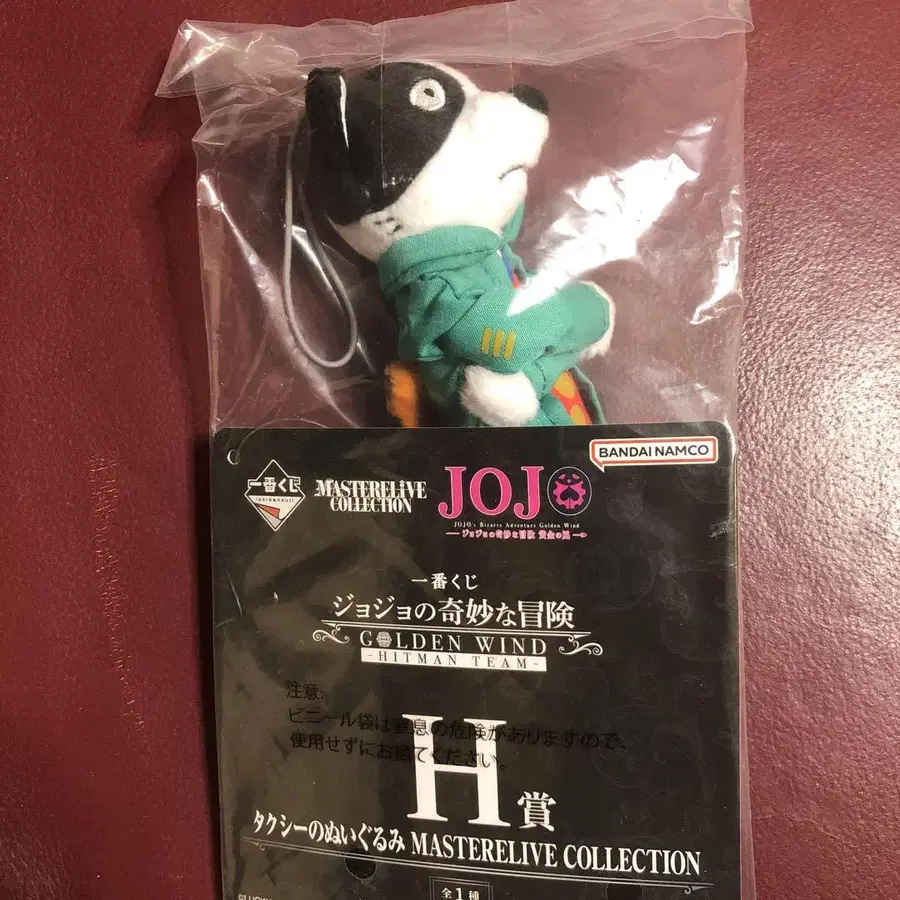 BANDAI NAMCO
一番くじ
ichibankuji
MASTERELIVE
COLLECTION
JOJO
JOJO's Bizarre Adventure Golden Wind
ジョジョの奇妙な冒険 黄金の風
一番くじ
ジョジョの奇妙な冒険
GOLDEN WIND
-HITMAN TEAM-
注意:
ビニール袋は窒息の危険がありますので、
使用せずにお捨てください。
H賞
タクシーのぬいぐるみ MASTERELIVE COLLECTION
全1種